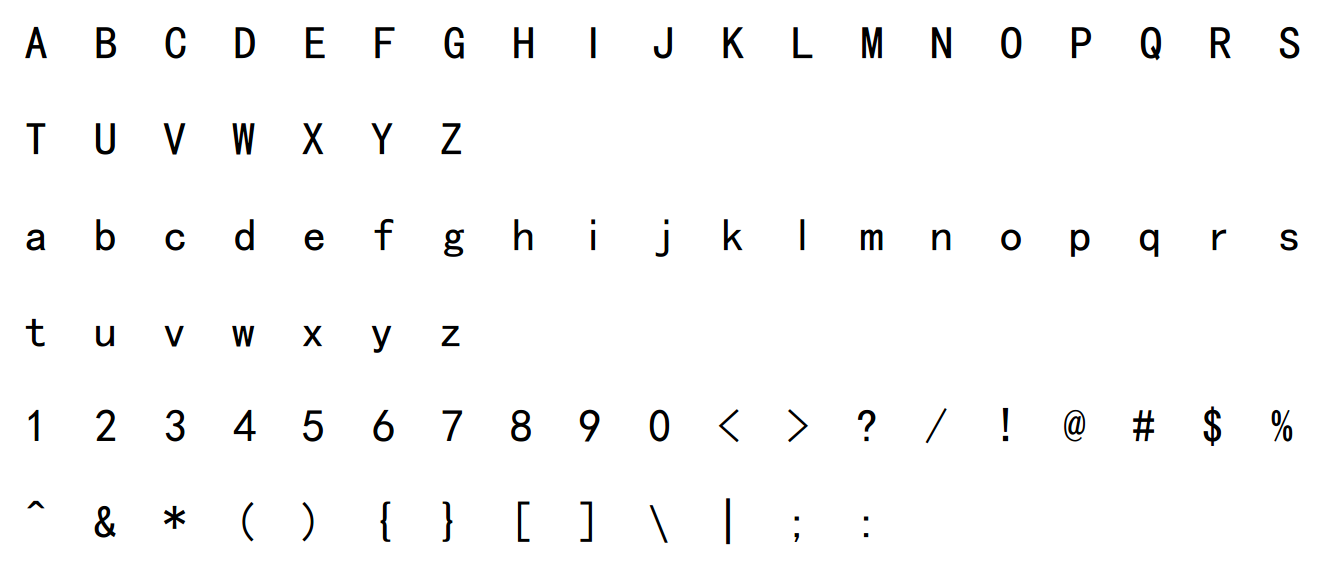 A B C D E F G H I J K L M N O P Q R S
T U V W X Y Z
a b c d e f g h i j k l m n o p q r s
t u v w x y z
1 2 3 4 5 6 7 8 9 0 < > ? / ! @ # $ %
^ & * ( ) { } [ ] \ | ; :